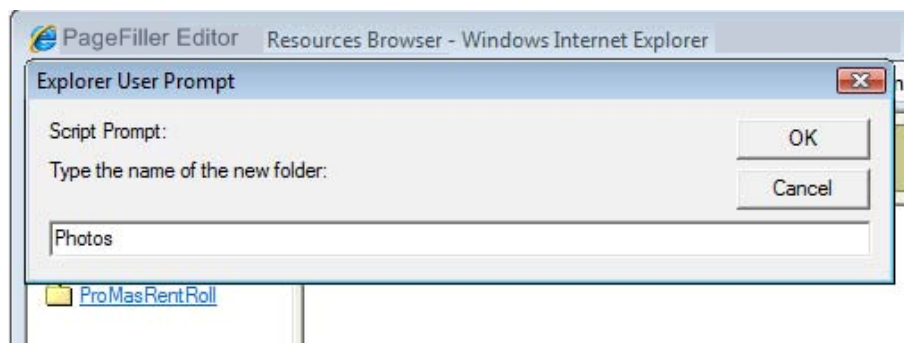 PageFiller Editor Resources Browser - Windows Internet Explorer
Explorer User Prompt
Script Prompt:
OK
Type the name of the new folder:
Cancel
Photos
ProMasRentRoll